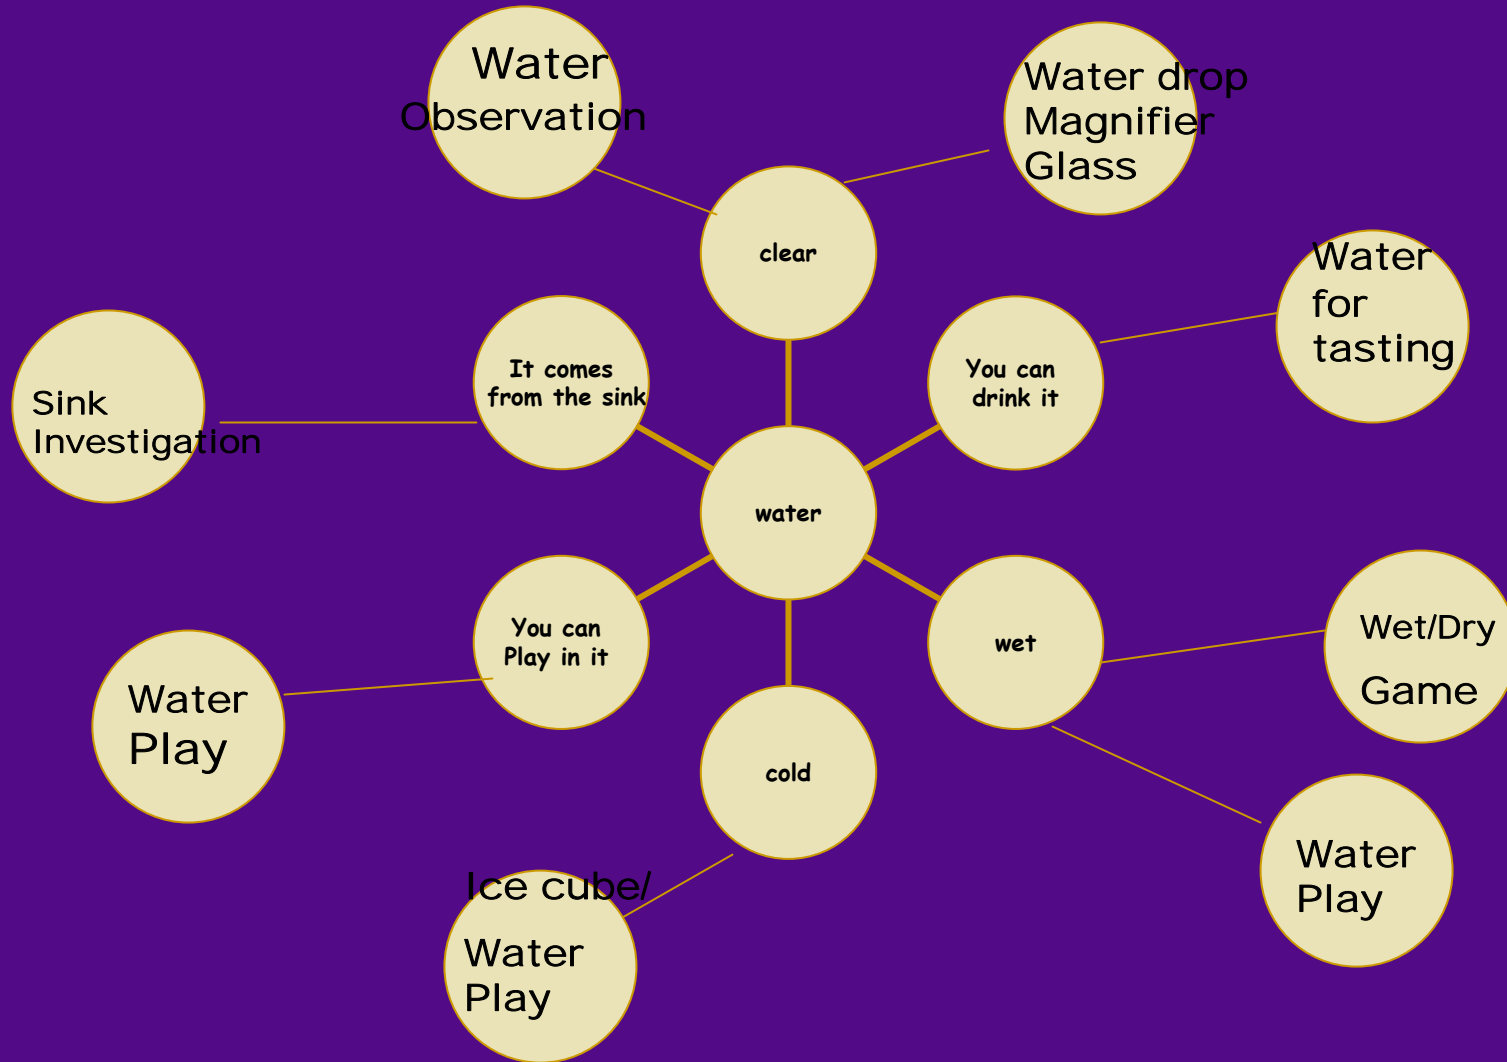 Water
Observation
Water drop
Magnifier
Glass
clear
Water
for
tasting
It comes
from the sink
You can
drink it
Sink
Investigation
water
You can
Play in it
wet
Wet/Dry
Game
Water
Play
cold
Ice cube/
Water
Play
Water
Play